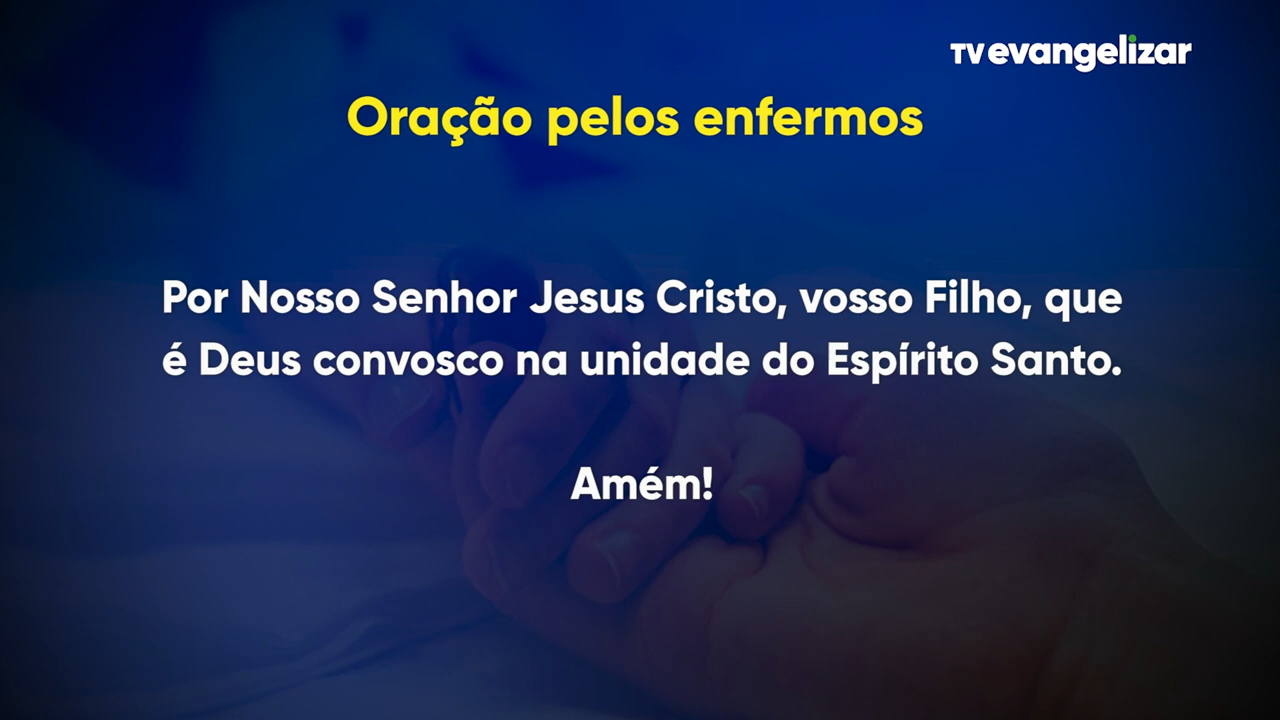 TV evangelizar
Oração pelos enfermos
Por Nosso Senhor Jesus Cristo, vosso Filho, que
é Deus convosco na unidade do Espírito Santo.
Amém!